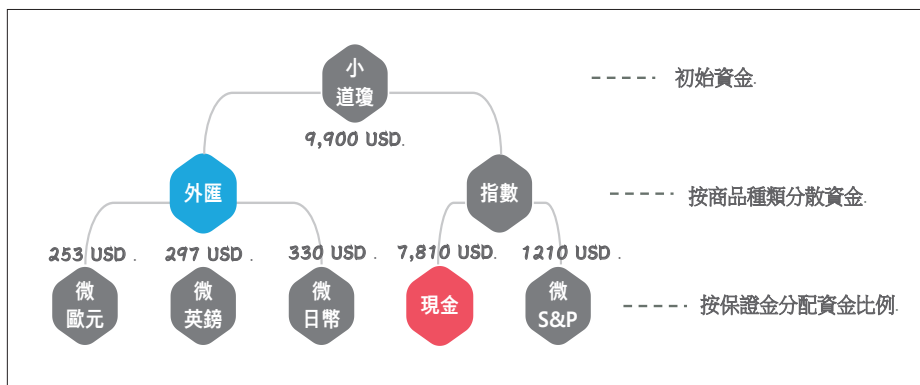 小
道瓊
初始資金.
9,900 USD.
外匯
指數
按商品種類分散資金.
253 USD .
297 USD .
330 USD .
7,810 USD.
1210 USD .
微
歐元
微
英鎊
微
日幣
現金
微
S&P
按保證金分配資金比例.